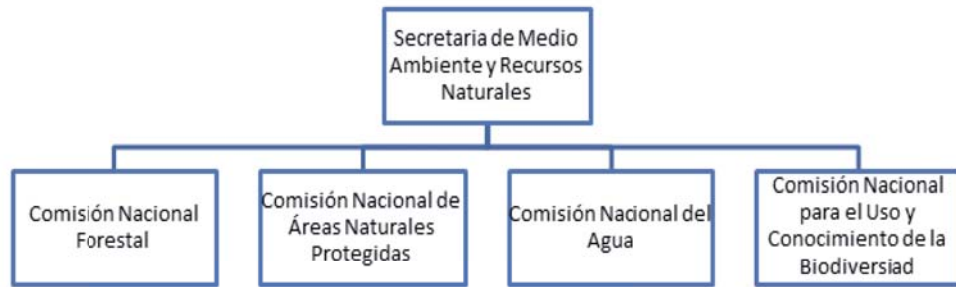 Secretaria de Medio
Ambiente y Recursos
Naturales
Comisión Nacional
Forestal
Comisión Nacional de
Áreas Naturales
Protegidas
Comisión Nacional del
Agua
Comisión Nacional
para el Uso y
Conocimiento de la
Biodiversiad